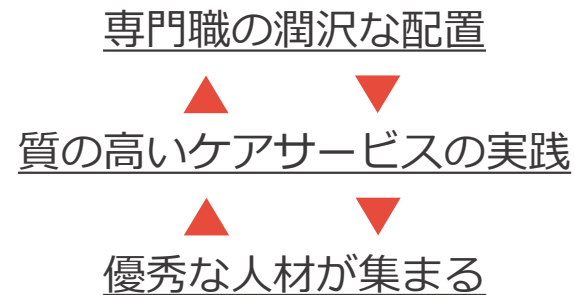 専門職の潤沢な配置
質の高いケアサービスの実践
優秀な人材が集まる